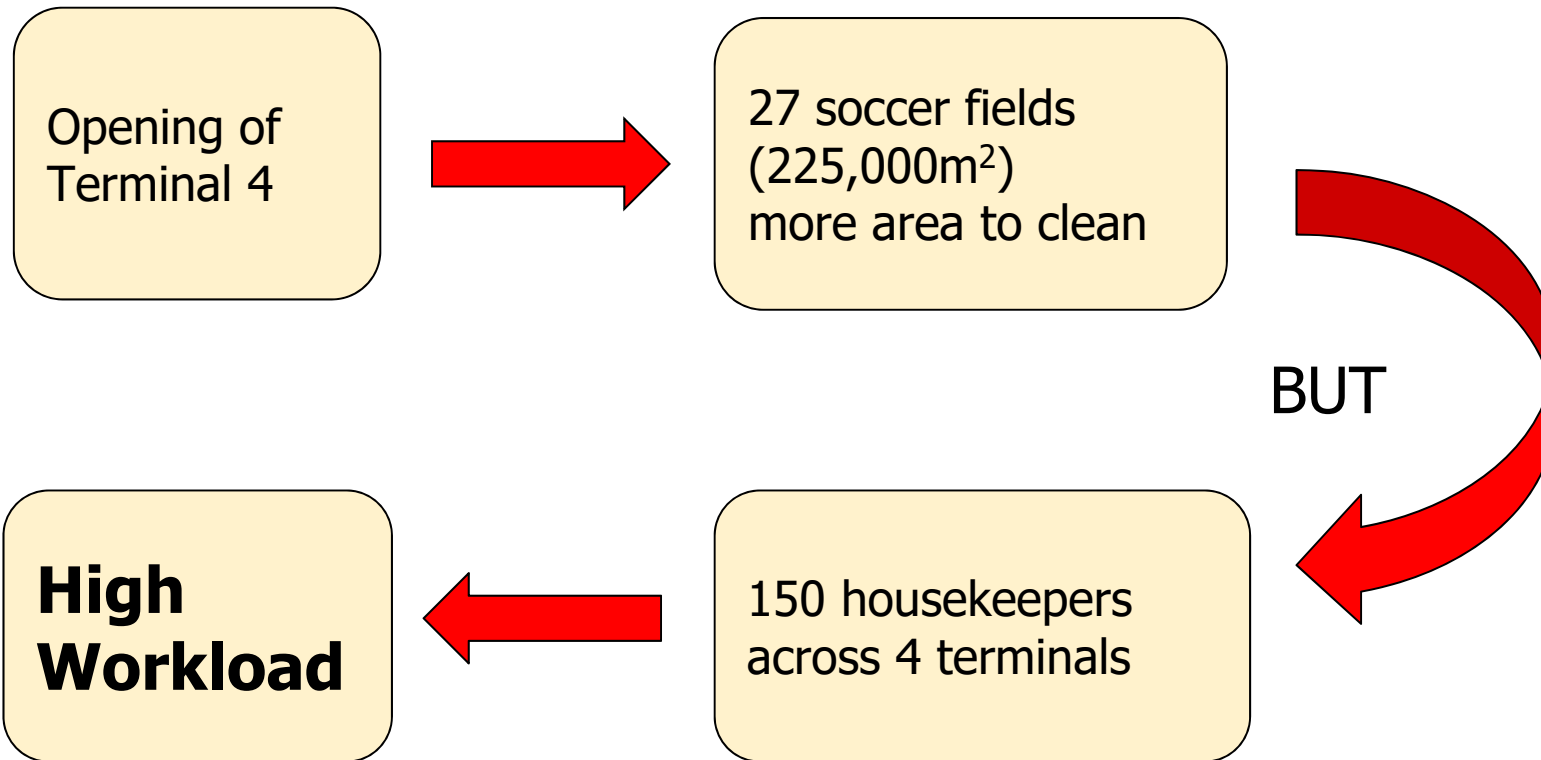 Opening of
Terminal 4
27 soccer fields
(225,000m²)
more area to clean
BUT
150 housekeepers
across 4 terminals
High
Workload